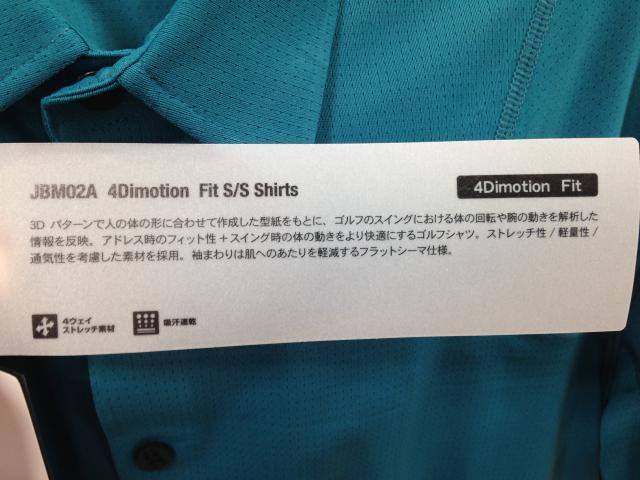 JBM02A 4Dimotion Fit S/S Shirts
4Dimotion Fit
3D パターンで人の体の形に合わせて作成した型紙をもとに、ゴルフのスイングにおける体の回転や腕の動きを解析した
情報を反映。アドレス時のフィット性+スイング時の体の動きをより快適にするゴルフシャツ。ストレッチ性/軽量性/
通気性を考慮した素材を採用。袖まわりは肌へのあたりを軽減するフラットシーマ仕様。
4ウェイ
ストレッチ素材
吸汗速乾